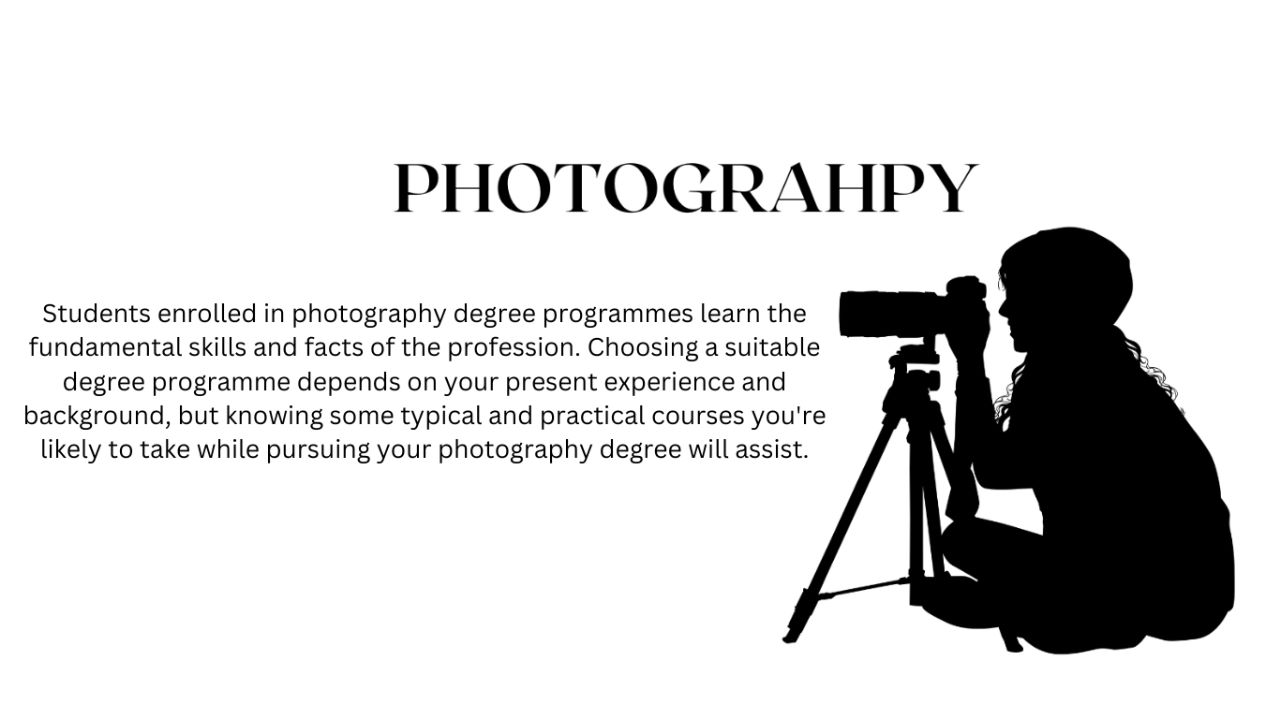 PHOTOGRAHPY
Students enrolled in photography degree programmes learn the
fundamental skills and facts of the profession. Choosing a suitable
degree programme depends on your present experience and
background, but knowing some typical and practical courses you're
likely to take while pursuing your photography degree will assist.